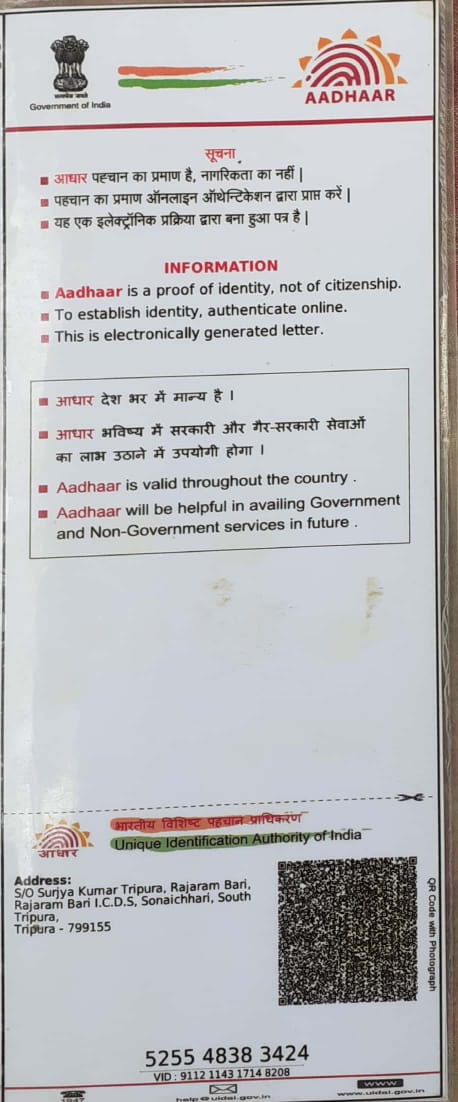 सत्यमेव जयते
Government of India
AADHAAR
सूचना
आधार पहचान का प्रमाण है, नागरिकता का नहीं |
पहचान का प्रमाण ऑनलाइन ऑथेन्टिकेशन द्वारा प्राप्त करें |
यह एक इलेक्ट्रॉनिक प्रक्रिया द्वारा बना हुआ पत्र है |
INFORMATION
Aadhaar is a proof of identity, not of citizenship.
To establish identity, authenticate online.
This is electronically generated letter.
आधार देश भर में मान्य है ।
आधार भविष्य में सरकारी और गैर-सरकारी सेवाओं
का लाभ उठाने में उपयोगी होगा ।
Aadhaar is valid throughout the country .
Aadhaar will be helpful in availing Government
and Non-Government services in future .
आधार
भारतीय विशिष्ट पहचान प्राधिकरण
Unique Identification Authority of India
Address:
S/O Surjya Kumar Tripura, Rajaram Bari,
Rajaram Bari I.C.D.S, Sonaichhari, South
Tripura,
Tripura - 799155
QR Code with Photograph
5255 4838 3424
VID : 9112 1143 1714 8208
1947
help@uidai.gov.in
www
www.uidai.gov.in